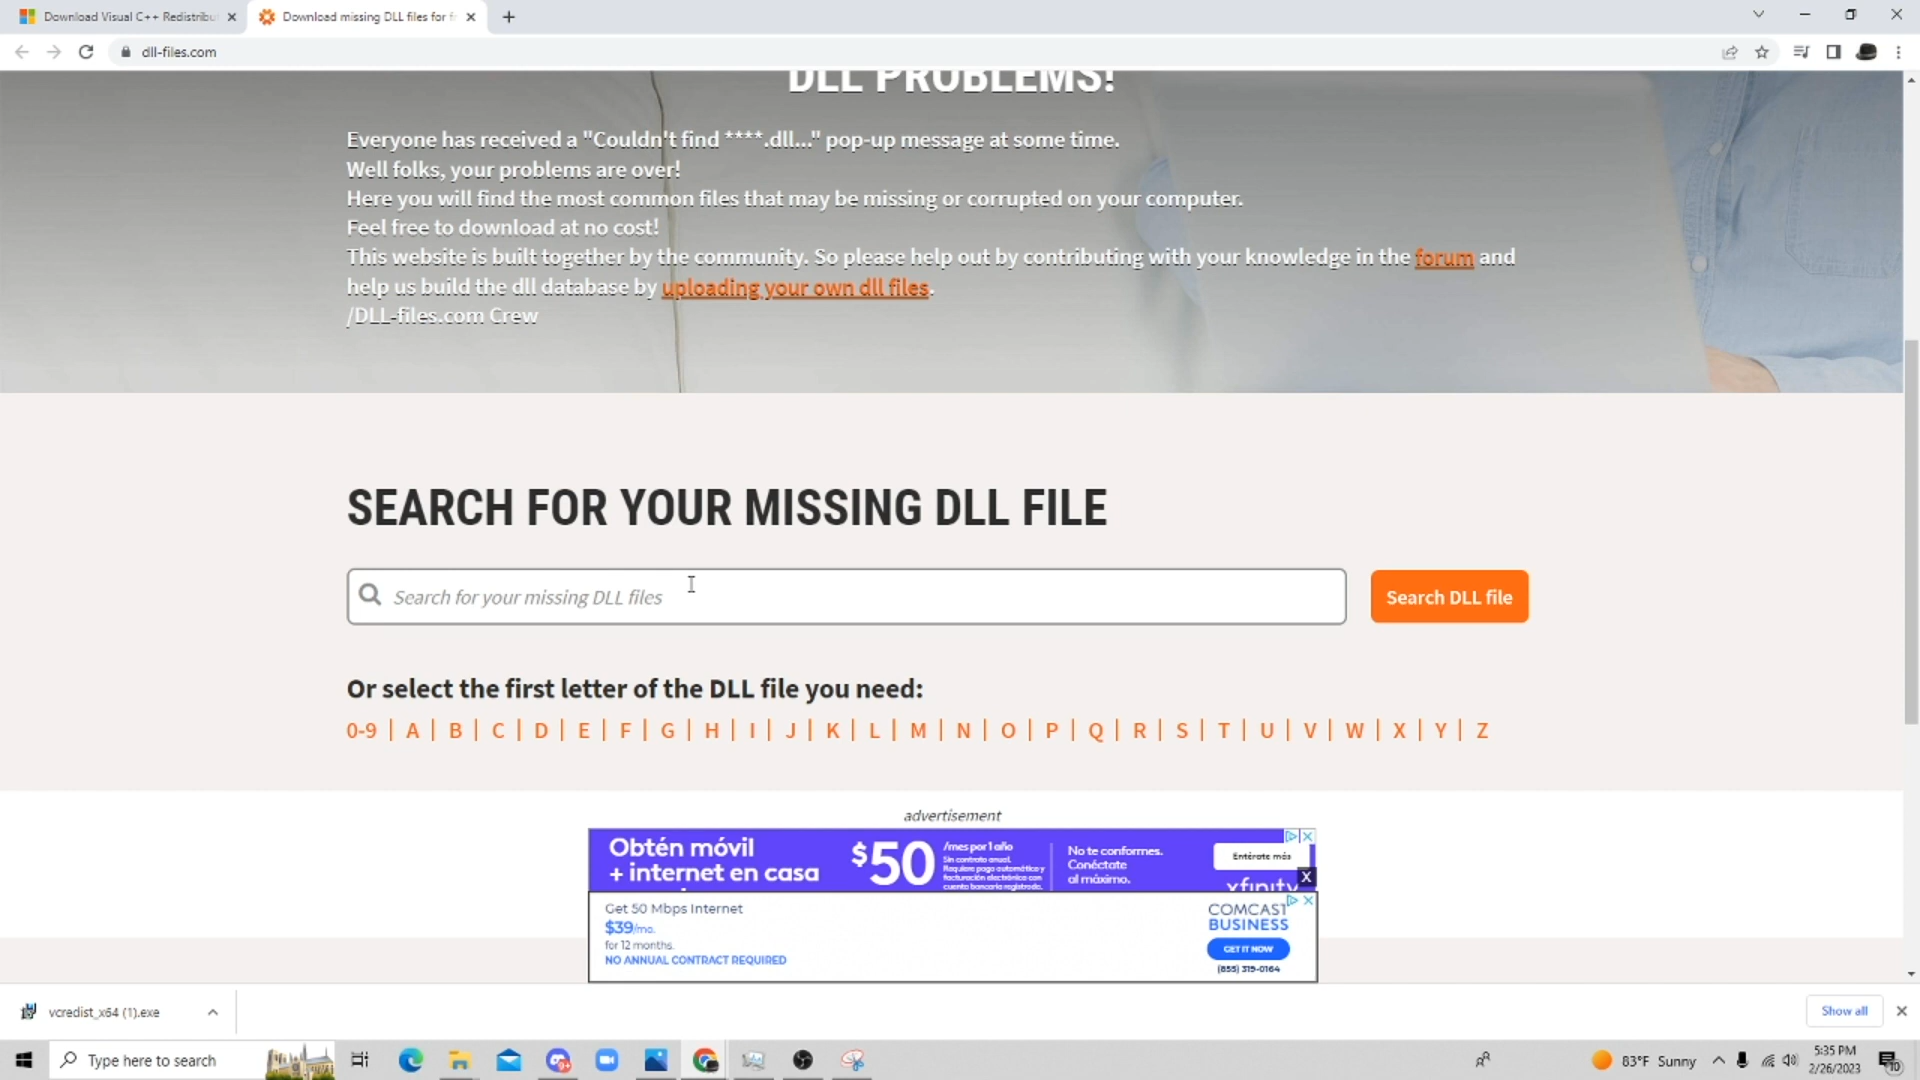 Download Visual C++ Redistribu
Download missing DLL files for f
dll-files.com
DLL PROBLEMS!
Everyone has received a "Couldn't find ****.dll..." pop-up message at some time.
Well folks, your problems are over!
Here you will find the most common files that may be missing or corrupted on your computer.
Feel free to download at no cost!
This website is built together by the community. So please help out by contributing with your knowledge in the forum and
help us build the dll database by uploading your own dll files.
/DLL-files.com Crew
SEARCH FOR YOUR MISSING DLL FILE
Search for your missing DLL files
Search DLL file
Or select the first letter of the DLL file you need:
0-9 | A | B | C | D | E | F | G | H | I | J | K | L | M | N | O | P | Q | R | S | T | U | V | W | X | Y | Z
advertisement
Obtén móvil
+ internet en casa
$50
/mes por 1 año
Sin contrato anual.
Requiere pago automático y
facturación electrónica con
cuenta bancaria registrada.
No te conformes.
Conéctate
al máximo.
Entérate más
xfinity
X
Get 50 Mbps Internet
$39/mo.
for 12 months.
NO ANNUAL CONTRACT REQUIRED
COMCAST
BUSINESS
GET IT NOW
(855) 319-0164
vcredist_x64 (1).exe
Show all
Type here to search
83°F Sunny
5:35 PM
2/26/2023
10